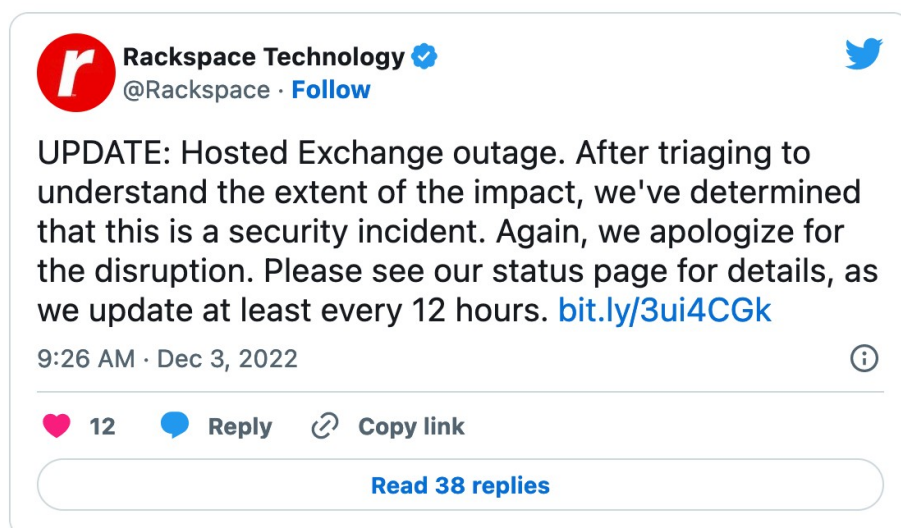 r
Rackspace Technology
@Rackspace · Follow
UPDATE: Hosted Exchange outage. After triaging to
understand the extent of the impact, we've determined
that this is a security incident. Again, we apologize for
the disruption. Please see our status page for details, as
we update at least every 12 hours. bit.ly/3ui4CGk
9:26 AM · Dec 3, 2022
12 Reply Copy link
Read 38 replies